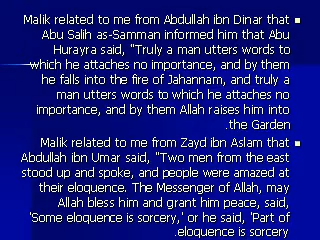 Malik related to me from Abdullah ibn Dinar that
Abu Salih as-Samman informed him that Abu
Hurayra said, "Truly a man utters words to
which he attaches no importance, and by them
he falls into the fire of Jahannam, and truly a
man utters words to which he attaches no
importance, and by them Allah raises him into
.the Garden
Malik related to me from Zayd ibn Aslam that
Abdullah ibn Umar said, "Two men from the east
stood up and spoke, and people were amazed at
their eloquence. The Messenger of Allah, may
Allah bless him and grant him peace, said,
'Some eloquence is sorcery,' or he said, 'Part of
.eloquence is sorcery